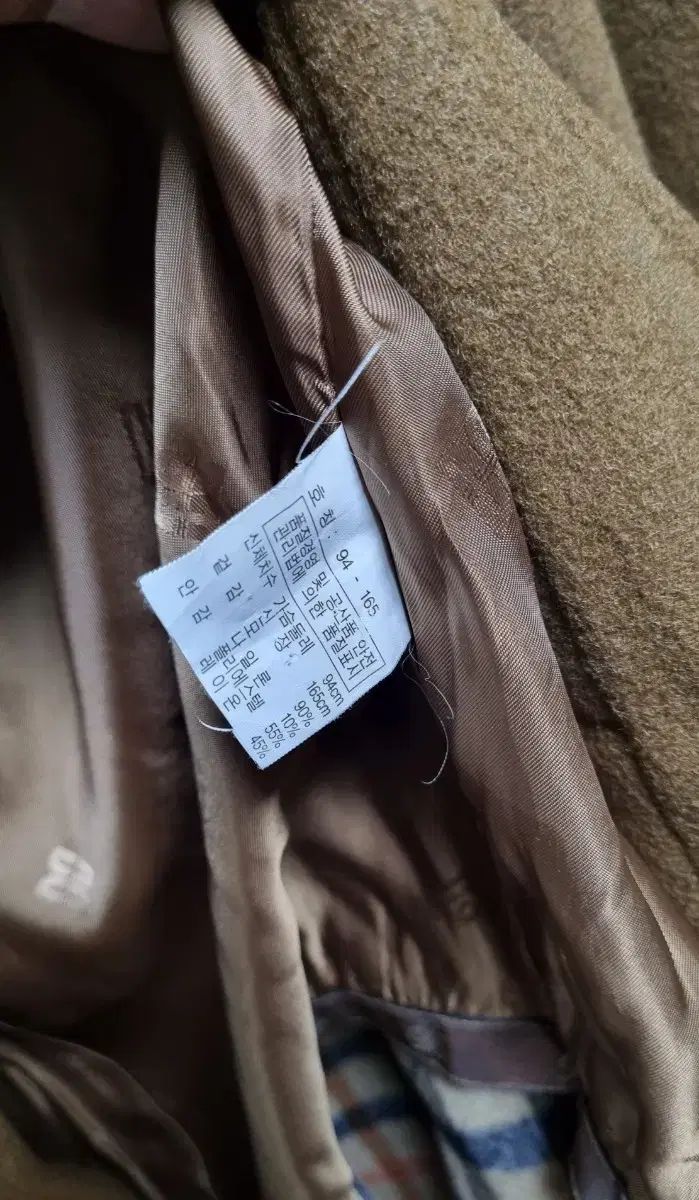 호 칭: 94 - 165
품질경영 및 공산품 안전
관리법에 의한 품질표시
신체치수 가슴둘레 94cm
신 장: 165cm
겉 감 모 90%
나 일 론 10%
안 감 폴리에스텔 55%
레 이 온 45%